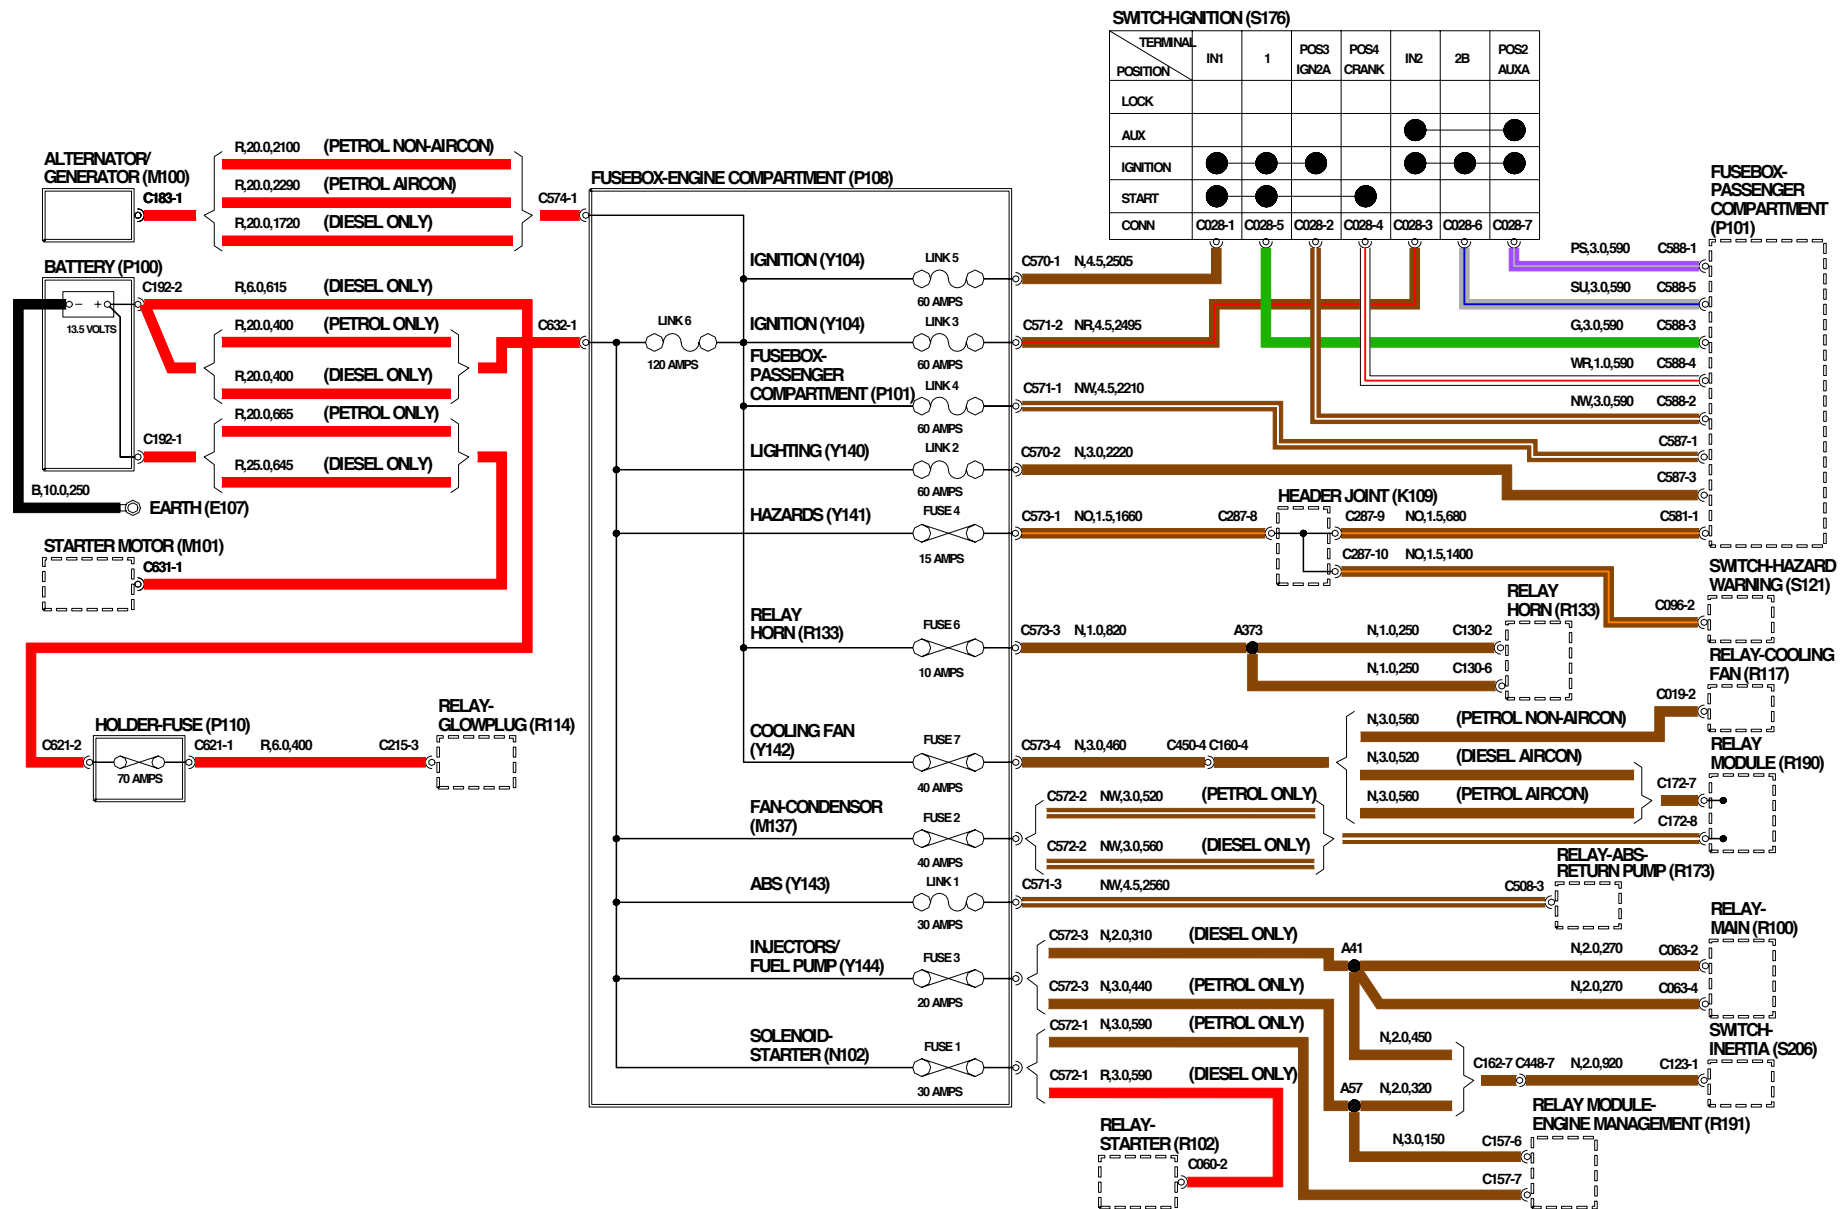 SWITCH-IGNITION (S176)
TERMINAL
POSITION
IN1
1
POS3
IGN2A
POS4
CRANK
IN2
2B
POS2
AUXA
LOCK
AUX
IGNITION
START
CONN
C028-1
C028-5
C028-2
C028-4
C028-3
C028-6
C028-7
ALTERNATOR/
GENERATOR (M100)
C183-1
R,20.0,2100 (PETROL NON-AIRCON)
R,20.0,2290 (PETROL AIRCON)
R,20.0,1720 (DIESEL ONLY)
C574-1
BATTERY (P100)
- +
13.5 VOLTS
C192-2
R,6.0,615 (DIESEL ONLY)
R,20.0,400 (PETROL ONLY)
R,20.0,400 (DIESEL ONLY)
C632-1
C192-1
R,20.0,665 (PETROL ONLY)
R,25.0,645 (DIESEL ONLY)
B,10.0,250
EARTH (E107)
STARTER MOTOR (M101)
C631-1
HOLDER-FUSE (P110)
C621-2
70 AMPS
C621-1
R,6.0,400
C215-3
RELAY-
GLOWPLUG (R114)
FUSEBOX-ENGINE COMPARTMENT (P108)
LINK 6
120 AMPS
IGNITION (Y104)
LINK 5
60 AMPS
IGNITION (Y104)
LINK 3
60 AMPS
FUSEBOX-
PASSENGER
COMPARTMENT (P101)
LINK 4
60 AMPS
LIGHTING (Y140)
LINK 2
60 AMPS
HAZARDS (Y141)
FUSE 4
15 AMPS
RELAY
HORN (R133)
FUSE 6
10 AMPS
COOLING FAN
(Y142)
FUSE 7
40 AMPS
FAN-CONDENSOR
(M137)
FUSE 2
40 AMPS
ABS (Y143)
LINK 1
30 AMPS
INJECTORS/
FUEL PUMP (Y144)
FUSE 3
20 AMPS
SOLENOID-
STARTER (N102)
FUSE 1
30 AMPS
C570-1 N,4.5,2505
C571-2 NR,4.5,2495
C571-1 NW,4.5,2210
C570-2 N,3.0,2220
C573-1 NO,1.5,1660
C287-8
HEADER JOINT (K109)
C287-9 NO,1.5,680
C581-1
C287-10 NO,1.5,1400
C573-3 N,1.0,820
A373
N,1.0,250 C130-2
N,1.0,250 C130-6
RELAY
HORN (R133)
C573-4 N,3.0,460
C450-4 C160-4
N,3.0,560 (PETROL NON-AIRCON)
N,3.0,520 (DIESEL AIRCON)
N,3.0,560 (PETROL AIRCON)
C572-2 NW,3.0,520 (PETROL ONLY)
C572-2 NW,3.0,560 (DIESEL ONLY)
C571-3 NW,4.5,2560
C508-3
RELAY-ABS-
RETURN PUMP (R173)
C572-3 N,2.0,310 (DIESEL ONLY)
C572-3 N,3.0,440 (PETROL ONLY)
C572-1 N,3.0,590 (PETROL ONLY)
C572-1 R,3.0,590 (DIESEL ONLY)
A41
N,2.0,270 C063-2
N,2.0,270 C063-4
N,2.0,450
A57
N,2.0,320
N,3.0,150
C162-7 C448-7 N,2.0,920 C123-1
RELAY-
STARTER (R102)
C060-2
RELAY MODULE-
ENGINE MANAGEMENT (R191)
C157-6
C157-7
FUSEBOX-
PASSENGER
COMPARTMENT
(P101)
PS,3.0,590 C588-1
SU,3.0,590 C588-5
G,3.0,590 C588-3
WR,1.0,590 C588-4
NW,3.0,590 C588-2
C587-1
C587-3
SWITCH-HAZARD
WARNING (S121)
C096-2
RELAY-COOLING
FAN (R117)
C019-2
RELAY
MODULE (R190)
C172-7
C172-8
RELAY-
MAIN (R100)
SWITCH-
INERTIA (S206)